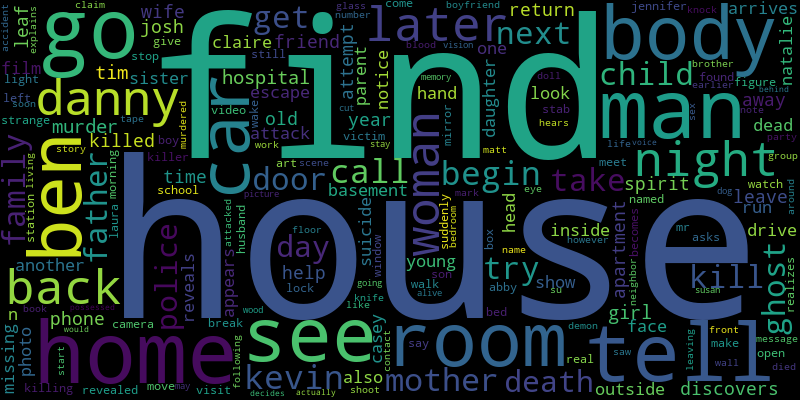 claim
accident
explains
leaf
light
film
left
soon
strange
tape
story
go
wife
josh
tim
sister
danny
murder
killed
boy
killer
murdered
car
find
get
claire
friend
hospital
escape
old
attack
video
wake
work
blood
vision
memory
cut
victim
stay
later
attempt
parent
notice
year
hand
mirror
next
one
daughter
doll
stab
hears
glass
number
come
boyfriend
return
jennifer
knock
brother
found
earlier
look
body
child
figure
man
arrives
natalie
away
dead
note
behind
party
sex
life
voice
group
family
station
living
ben
father
laura
morning
time
school
picture
art
scene
door
call
basement
woman
begin
matt
eye
meet
take
night
spirit
named
watch
around
leave
run
dog
another
back
phone
n
book
possessed
camera
police
reveals
appears
husband
attacked
day
help
lock
floor
window
suicide
young
walk
alive
knife
going
like
son
mark
head
suddenly
bedroom
box
name
abby
try
inside
show
however
su
apartment
neighbor
becomes
girl
face
mr
asks
susan
drive
realizes
kill
ghost
house
missing
photo
start
would
home
killing
revealed
move
may
break
visit
following
decides
wood
actually
see
kevin
also
shoot
casey
contact
say
mother
bed
room
death
real
demon
saw
outside
tell
front
make
wall
leaving
discovers
message
open
died
stop
give
still